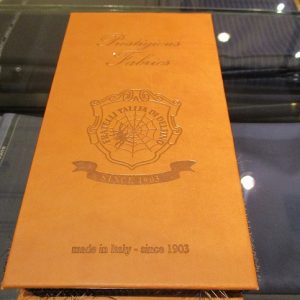 Prestigious
Fabrics
FRATELLI TALLIA DI DELFINO
SINCE 1903
made in Italy - since 1903